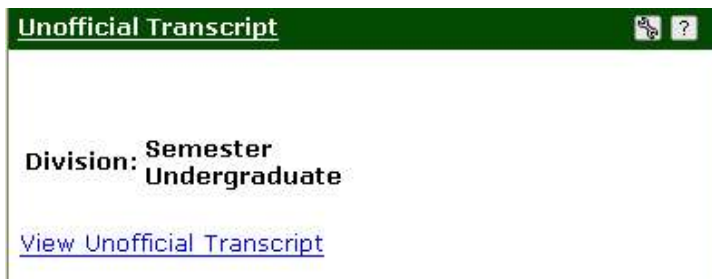 Unofficial Transcript ?
Division: Semester
Undergraduate
View Unofficial Transcript